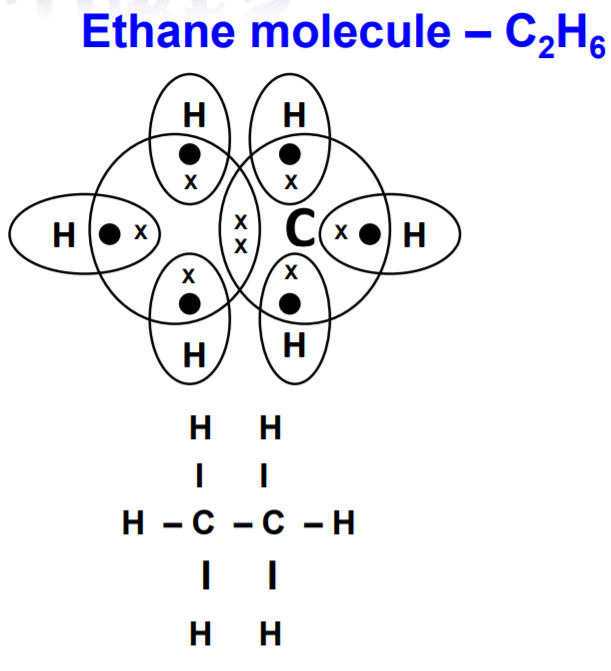 Ethane molecule – C₂H₆
H H
x x
H x x x C x H
x x
H H
H H
I I
H – C – C – H
I I
H H